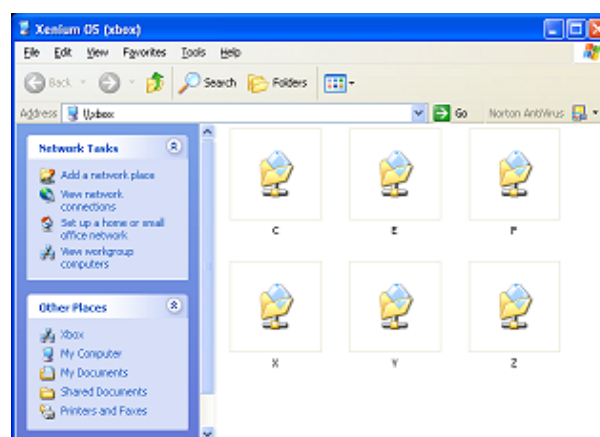 Xenium OS (xbox)
File Edit View Favorites Tools Help
Back Search Folders
Address \\xbox Go Norton AntiVirus
Network Tasks
Add a network place
View network
connections
Set up a home or small
office network
View workgroup
computers
Other Places
Xbox
My Computer
My Documents
Shared Documents
Printers and Faxes
C E F
X Y Z